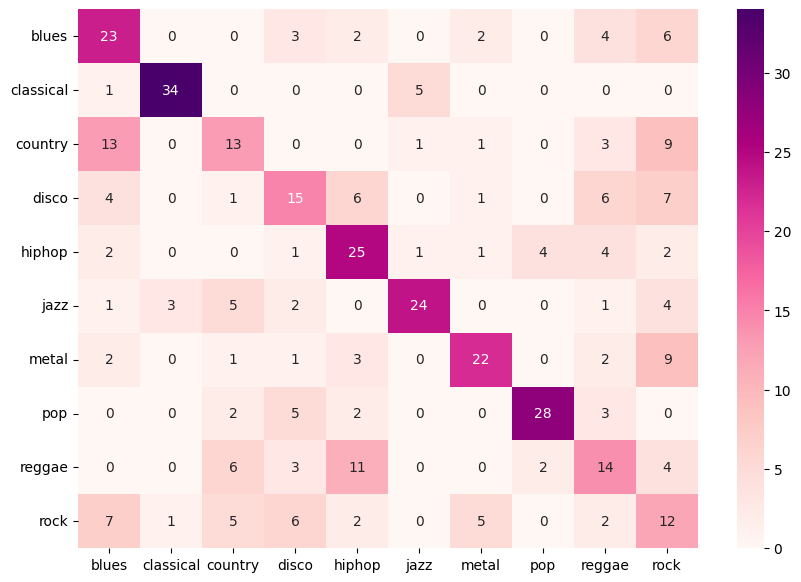 blues 23 0 0 3 2 0 2 0 4 6
classical 1 34 0 0 0 5 0 0 0 0
country 13 0 13 0 0 1 1 0 3 9
disco 4 0 1 15 6 0 1 0 6 7
hiphop 2 0 0 1 25 1 1 4 4 2
jazz 1 3 5 2 0 24 0 0 1 4
metal 2 0 1 1 3 0 22 0 2 9
pop 0 0 2 5 2 0 0 28 3 0
reggae 0 0 6 3 11 0 0 2 14 4
rock 7 1 5 6 2 0 5 0 2 12
blues classical country disco hiphop jazz metal pop reggae rock
30
25
20
15
10
5
0